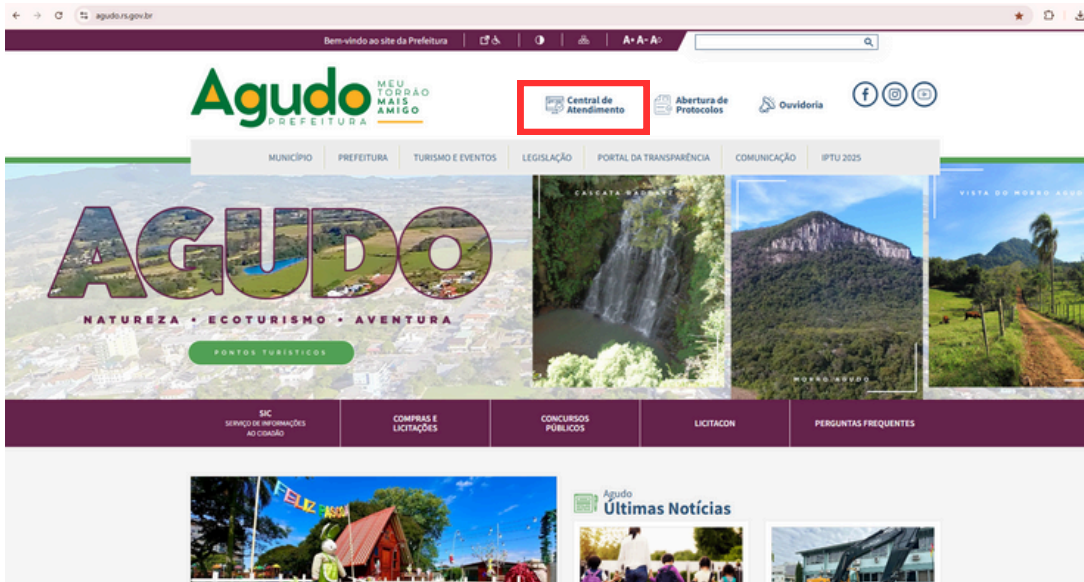 agudo.rs.gov.br
Bem-vindo ao site da Prefeitura
A+ A- A
Agudo
PREFEITURA
MEU
TORRÃO
MAIS
AMIGO
Central de
Atendimento
Abertura de
Protocolos
Ouvidoria
MUNICÍPIO
PREFEITURA
TURISMO E EVENTOS
LEGISLAÇÃO
PORTAL DA TRANSPARÊNCIA
COMUNICAÇÃO
IPTU 2025
AGUDO
NATUREZA • ECOTURISMO • AVENTURA
PONTOS TURÍSTICOS
CASCATA
MORRO AGUDO
VISTA DO MORRO AGUDO
SIC
SERVIÇO DE INFORMAÇÕES
AO CIDADÃO
COMPRAS E
LICITAÇÕES
CONCURSOS
PÚBLICOS
LICITACON
PERGUNTAS FREQUENTES
FELIZ PÁSCOA
Agudo
Últimas Notícias